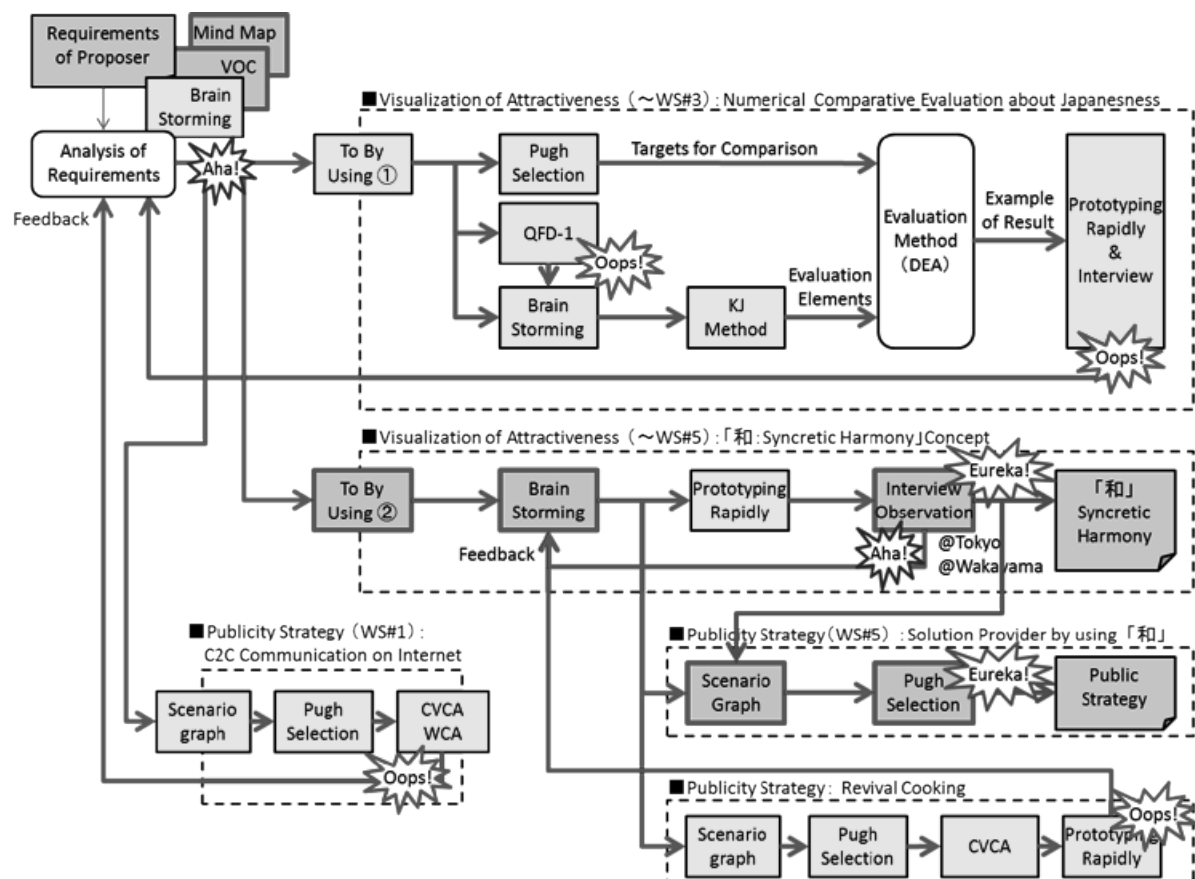 Requirements
of Proposer
Mind Map
VOC
Brain
Storming
Analysis of
Requirements
Aha!
Feedback
■Visualization of Attractiveness (～WS#3) : Numerical Comparative Evaluation about Japanesness
To By
Using ①
Pugh
Selection
Targets for Comparison
QFD-1
Oops!
Brain
Storming
KJ
Method
Evaluation
Elements
Evaluation
Method
(DEA)
Example
of Result
Prototyping
Rapidly
&
Interview
Oops!
■Visualization of Attractiveness (～WS#5) :「和 : Syncretic Harmony」Concept
To By
Using ②
Brain
Storming
Prototyping
Rapidly
Interview
Observation
Eureka!
「和」
Syncretic
Harmony
Feedback
Aha!
@Tokyo
@Wakayama
■Publicity Strategy (WS#1) :
C2C Communication on Internet
Scenario
graph
Pugh
Selection
CVCA
WCA
Oops!
■Publicity Strategy(WS#5) : Solution Provider by using 「和」
Scenario
Graph
Pugh
Selection
Eureka!
Public
Strategy
■Publicity Strategy: Revival Cooking
Scenario
graph
Pugh
Selection
CVCA
Prototyping
Rapidly
Oops!